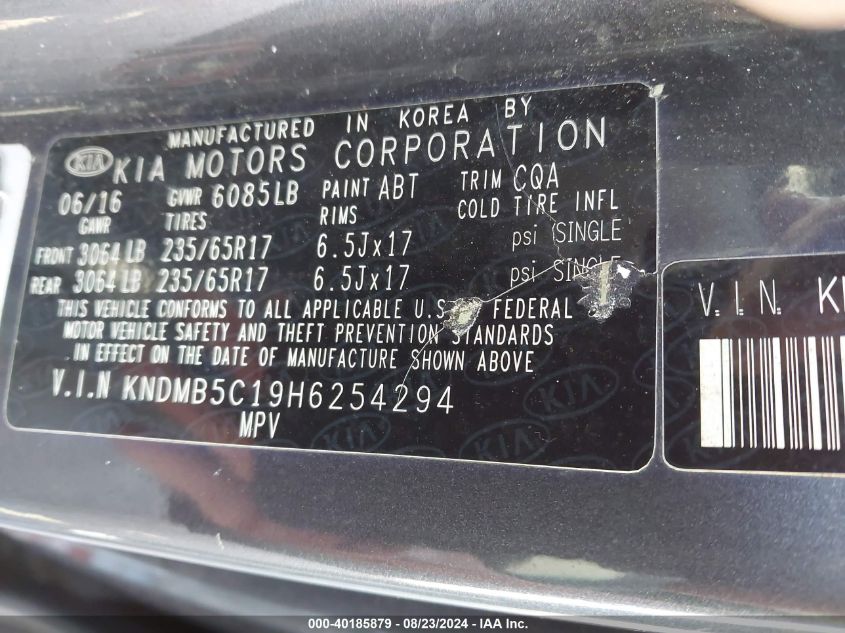 MANUFACTURED IN KOREA BY
KIA KIA MOTORS CORPORATION
06/16 GVWR 6085LB PAINT ABT TRIM CQA
GAWR TIRES RIMS COLD TIRE INFL
FRONT 3064LB 235/65R17 6.5Jx17 psi (SINGLE
REAR 3064LB 235/65R17 6.5Jx17 psi SINGL
THIS VEHICLE CONFORMS TO ALL APPLICABLE U.S. FEDERAL
MOTOR VEHICLE SAFETY AND THEFT PREVENTION STANDARDS
IN EFFECT ON THE DATE OF MANUFACTURE SHOWN ABOVE
V.I.N KNDMB5C19H6254294
MPV
V.I.N. K
000-40185879 - 08/23/2024 - IAA Inc.